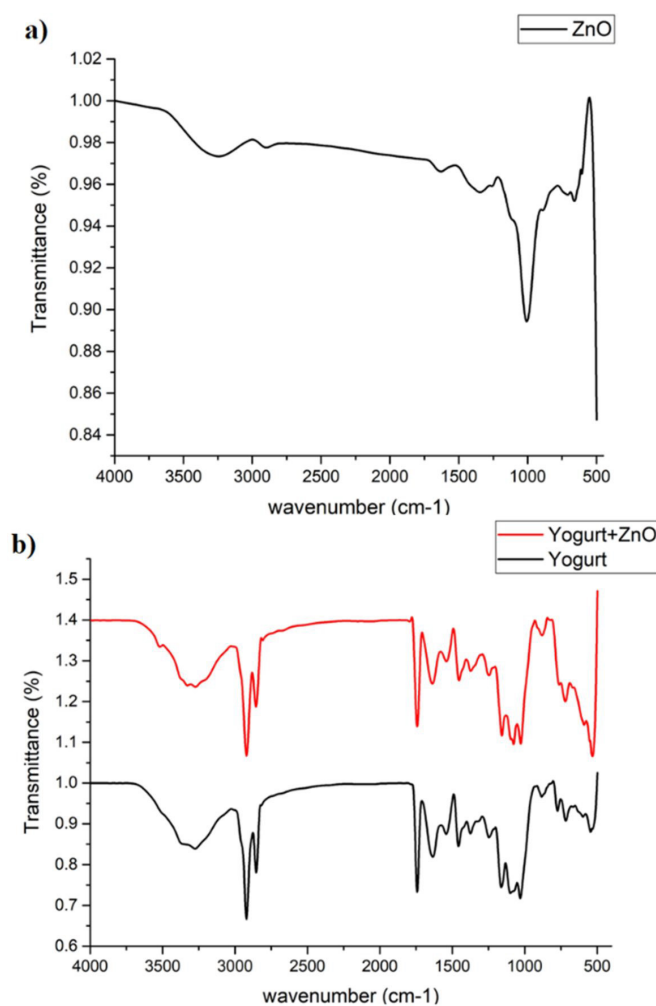 a)
ZnO
1.02
1.00
0.98
0.96
0.94
0.92
0.90
0.88
0.86
0.84
Transmittance (%)
4000 3500 3000 2500 2000 1500 1000 500
wavenumber (cm-1)
b)
Yogurt+ZnO
Yogurt
1.5
1.4
1.3
1.2
1.1
1.0
0.9
0.8
0.7
0.6
Transmittance (%)
4000 3500 3000 2500 2000 1500 1000 500
wavenumber (cm-1)